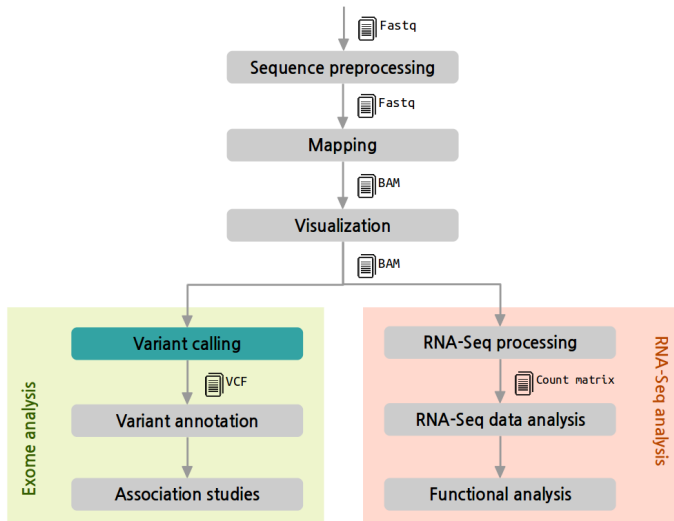 Fastq
Sequence preprocessing
Fastq
Mapping
BAM
Visualization
BAM
Exome analysis
Variant calling
VCF
Variant annotation
Association studies
RNA-Seq processing
Count matrix
RNA-Seq data analysis
Functional analysis
RNA-Seq analysis